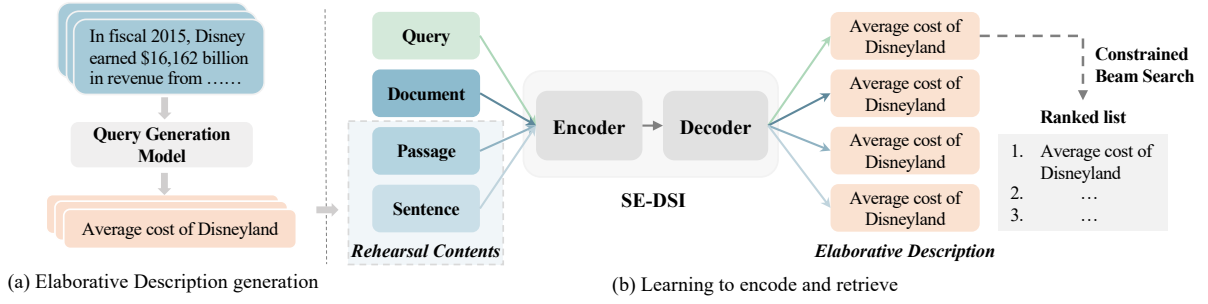 In fiscal 2015, Disney
earned $16,162 billion
in revenue from ……
Query Generation
Model
Average cost of Disneyland
(a) Elaborative Description generation
Query
Document
Passage
Sentence
Rehearsal Contents
Encoder
Decoder
SE-DSI
Average cost of
Disneyland
Average cost of
Disneyland
Average cost of
Disneyland
Average cost of
Disneyland
Elaborative Description
Constrained
Beam Search
Ranked list
1. Average cost of
Disneyland
2. …
3. …
(b) Learning to encode and retrieve